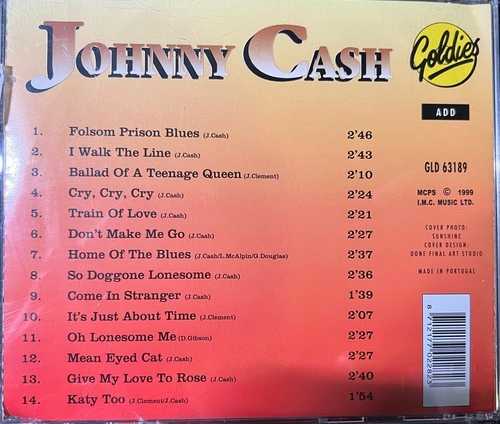 JOHNNY CASH
Goldies
ADD
1. Folsom Prison Blues (J.Cash) 2'46
2. I Walk The Line (J.Cash) 2'43
3. Ballad Of A Teenage Queen (J.Clement) 2'10
4. Cry, Cry, Cry (J.Cash) 2'24
5. Train Of Love (J.Cash) 2'21
6. Don't Make Me Go (J.Cash) 2'27
7. Home Of The Blues (J.Cash/L.McAlpin/G.Douglas) 2'37
8. So Doggone Lonesome (J.Cash) 2'36
9. Come In Stranger (J.Cash) 1'39
10. It's Just About Time (J.Clement) 2'07
11. Oh Lonesome Me (D.Gibson) 2'27
12. Mean Eyed Cat (J.Cash) 2'27
13. Give My Love To Rose (J.Cash) 2'40
14. Katy Too (J.Clement/J.Cash) 1'54
GLD 63189
MCPS © 1999
I.M.C. MUSIC LTD.
COVER PHOTO:
SUNSHINE
COVER DESIGN:
DONE FINAL ART STUDIO
MADE IN PORTUGAL
8712177022823